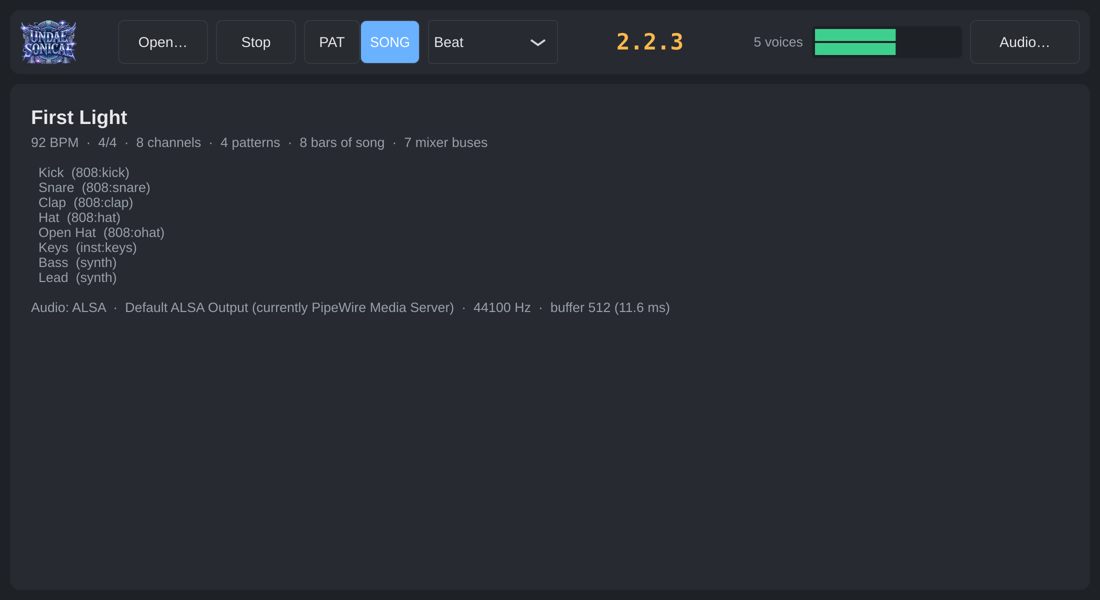 UNDAE SONICAE
Open… Stop PAT SONG Beat 2.2.3 5 voices Audio…
First Light
92 BPM · 4/4 · 8 channels · 4 patterns · 8 bars of song · 7 mixer buses
Kick (808:kick)
Snare (808:snare)
Clap (808:clap)
Hat (808:hat)
Open Hat (808:ohat)
Keys (inst:keys)
Bass (synth)
Lead (synth)
Audio: ALSA · Default ALSA Output (currently PipeWire Media Server) · 44100 Hz · buffer 512 (11.6 ms)